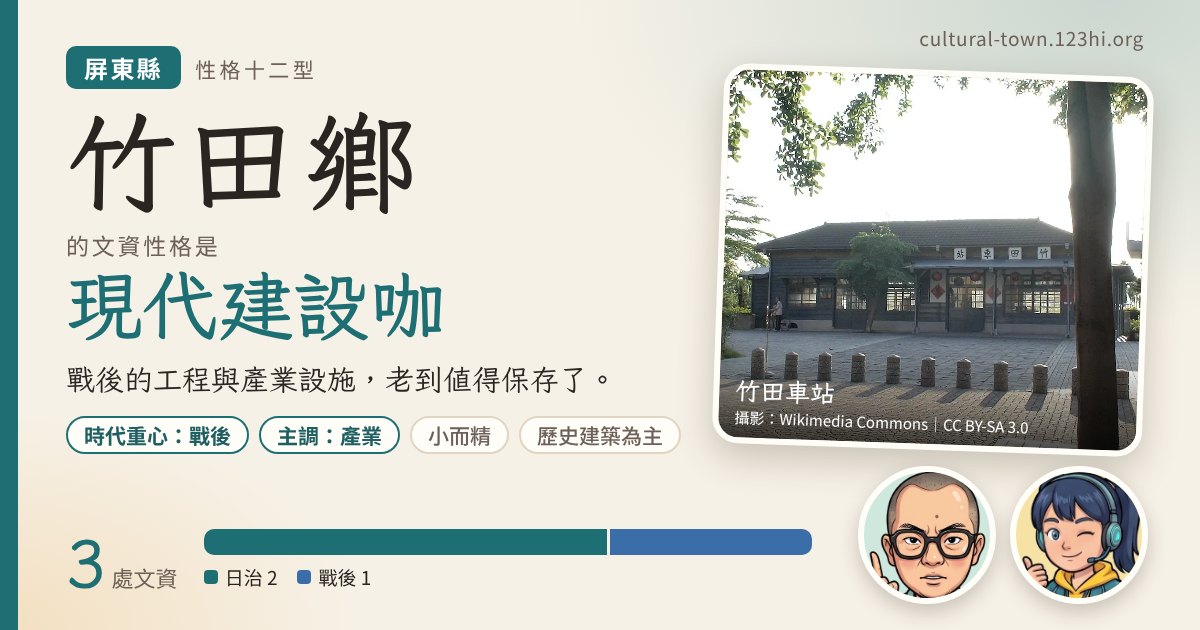 屏東縣 性格十二型
cultural-town.123hi.org
竹田鄉
的文資性格是
現代建設咖
戰後的工程與產業設施，老到值得保存了。
時代重心：戰後 主調：產業 小而精 歷史建築為主
站車田竹
竹田車站
攝影：Wikimedia Commons｜CC BY-SA 3.0
3 處文資
日治 2 戰後 1